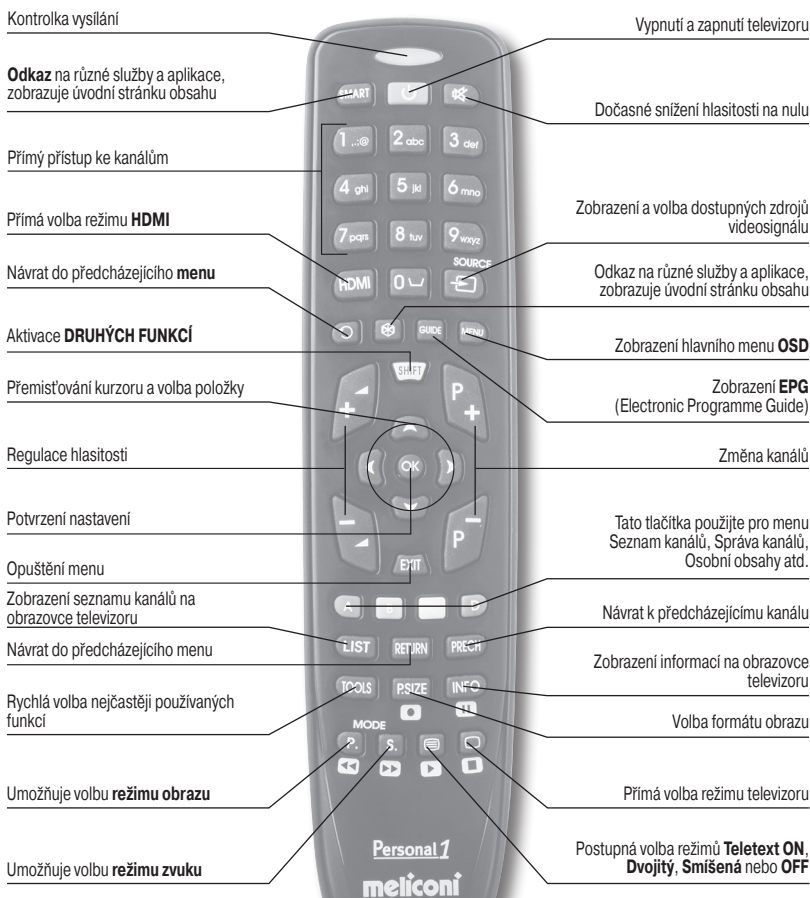 Kontrolka vysílání
Vypnutí a zapnutí televizoru
Odkaz na různé služby a aplikace,
zobrazuje úvodní stránku obsahu
Dočasné snížení hlasitosti na nulu
Přímý přístup ke kanálům
Přímá volba režimu HDMI
Zobrazení a volba dostupných zdrojů
videosignálu
Návrat do předcházejícího menu
Odkaz na různé služby a aplikace,
zobrazuje úvodní stránku obsahu
Aktivace DRUHÝCH FUNKCÍ
Zobrazení hlavního menu OSD
Přemisťování kurzoru a volba položky
Zobrazení EPG
(Electronic Programme Guide)
Regulace hlasitosti
Změna kanálů
Potvrzení nastavení
Tato tlačítka použijte pro menu
Seznam kanálů, Správa kanálů,
Osobní obsahy atd.
Opuštění menu
Zobrazení seznamu kanálů na
obrazovce televizoru
Návrat k předcházejícímu kanálu
Návrat do předcházejícího menu
Zobrazení informací na obrazovce
televizoru
Rychlá volba nejčastěji používaných
funkcí
Volba formátu obrazu
Umožňuje volbu režimu obrazu
Přímá volba režimu televizoru
Umožňuje volbu režimu zvuku
Postupná volba režimů Teletext ON,
Dvojitý, Smíšená nebo OFF
SMART
1 .,:@ 2 abc 3 def
4 ghi 5 jkl 6 mno
7 pqrs 8 tuv 9 wxyz
SOURCE
HDMI 0
GUIDE MENU
SHIFT
+ P +
OK
- P -
EXIT
A B D
LIST RETURN PRECH
TOOLS P.SIZE INFO
MODE
P. S.
Personal 1
meliconi